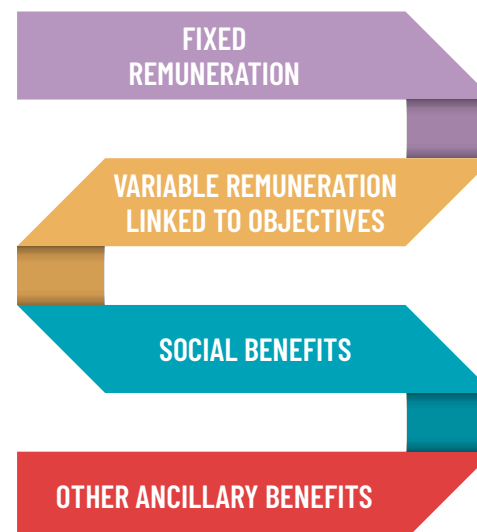 FIXED
REMUNERATION
VARIABLE REMUNERATION
LINKED TO OBJECTIVES
SOCIAL BENEFITS
OTHER ANCILLARY BENEFITS